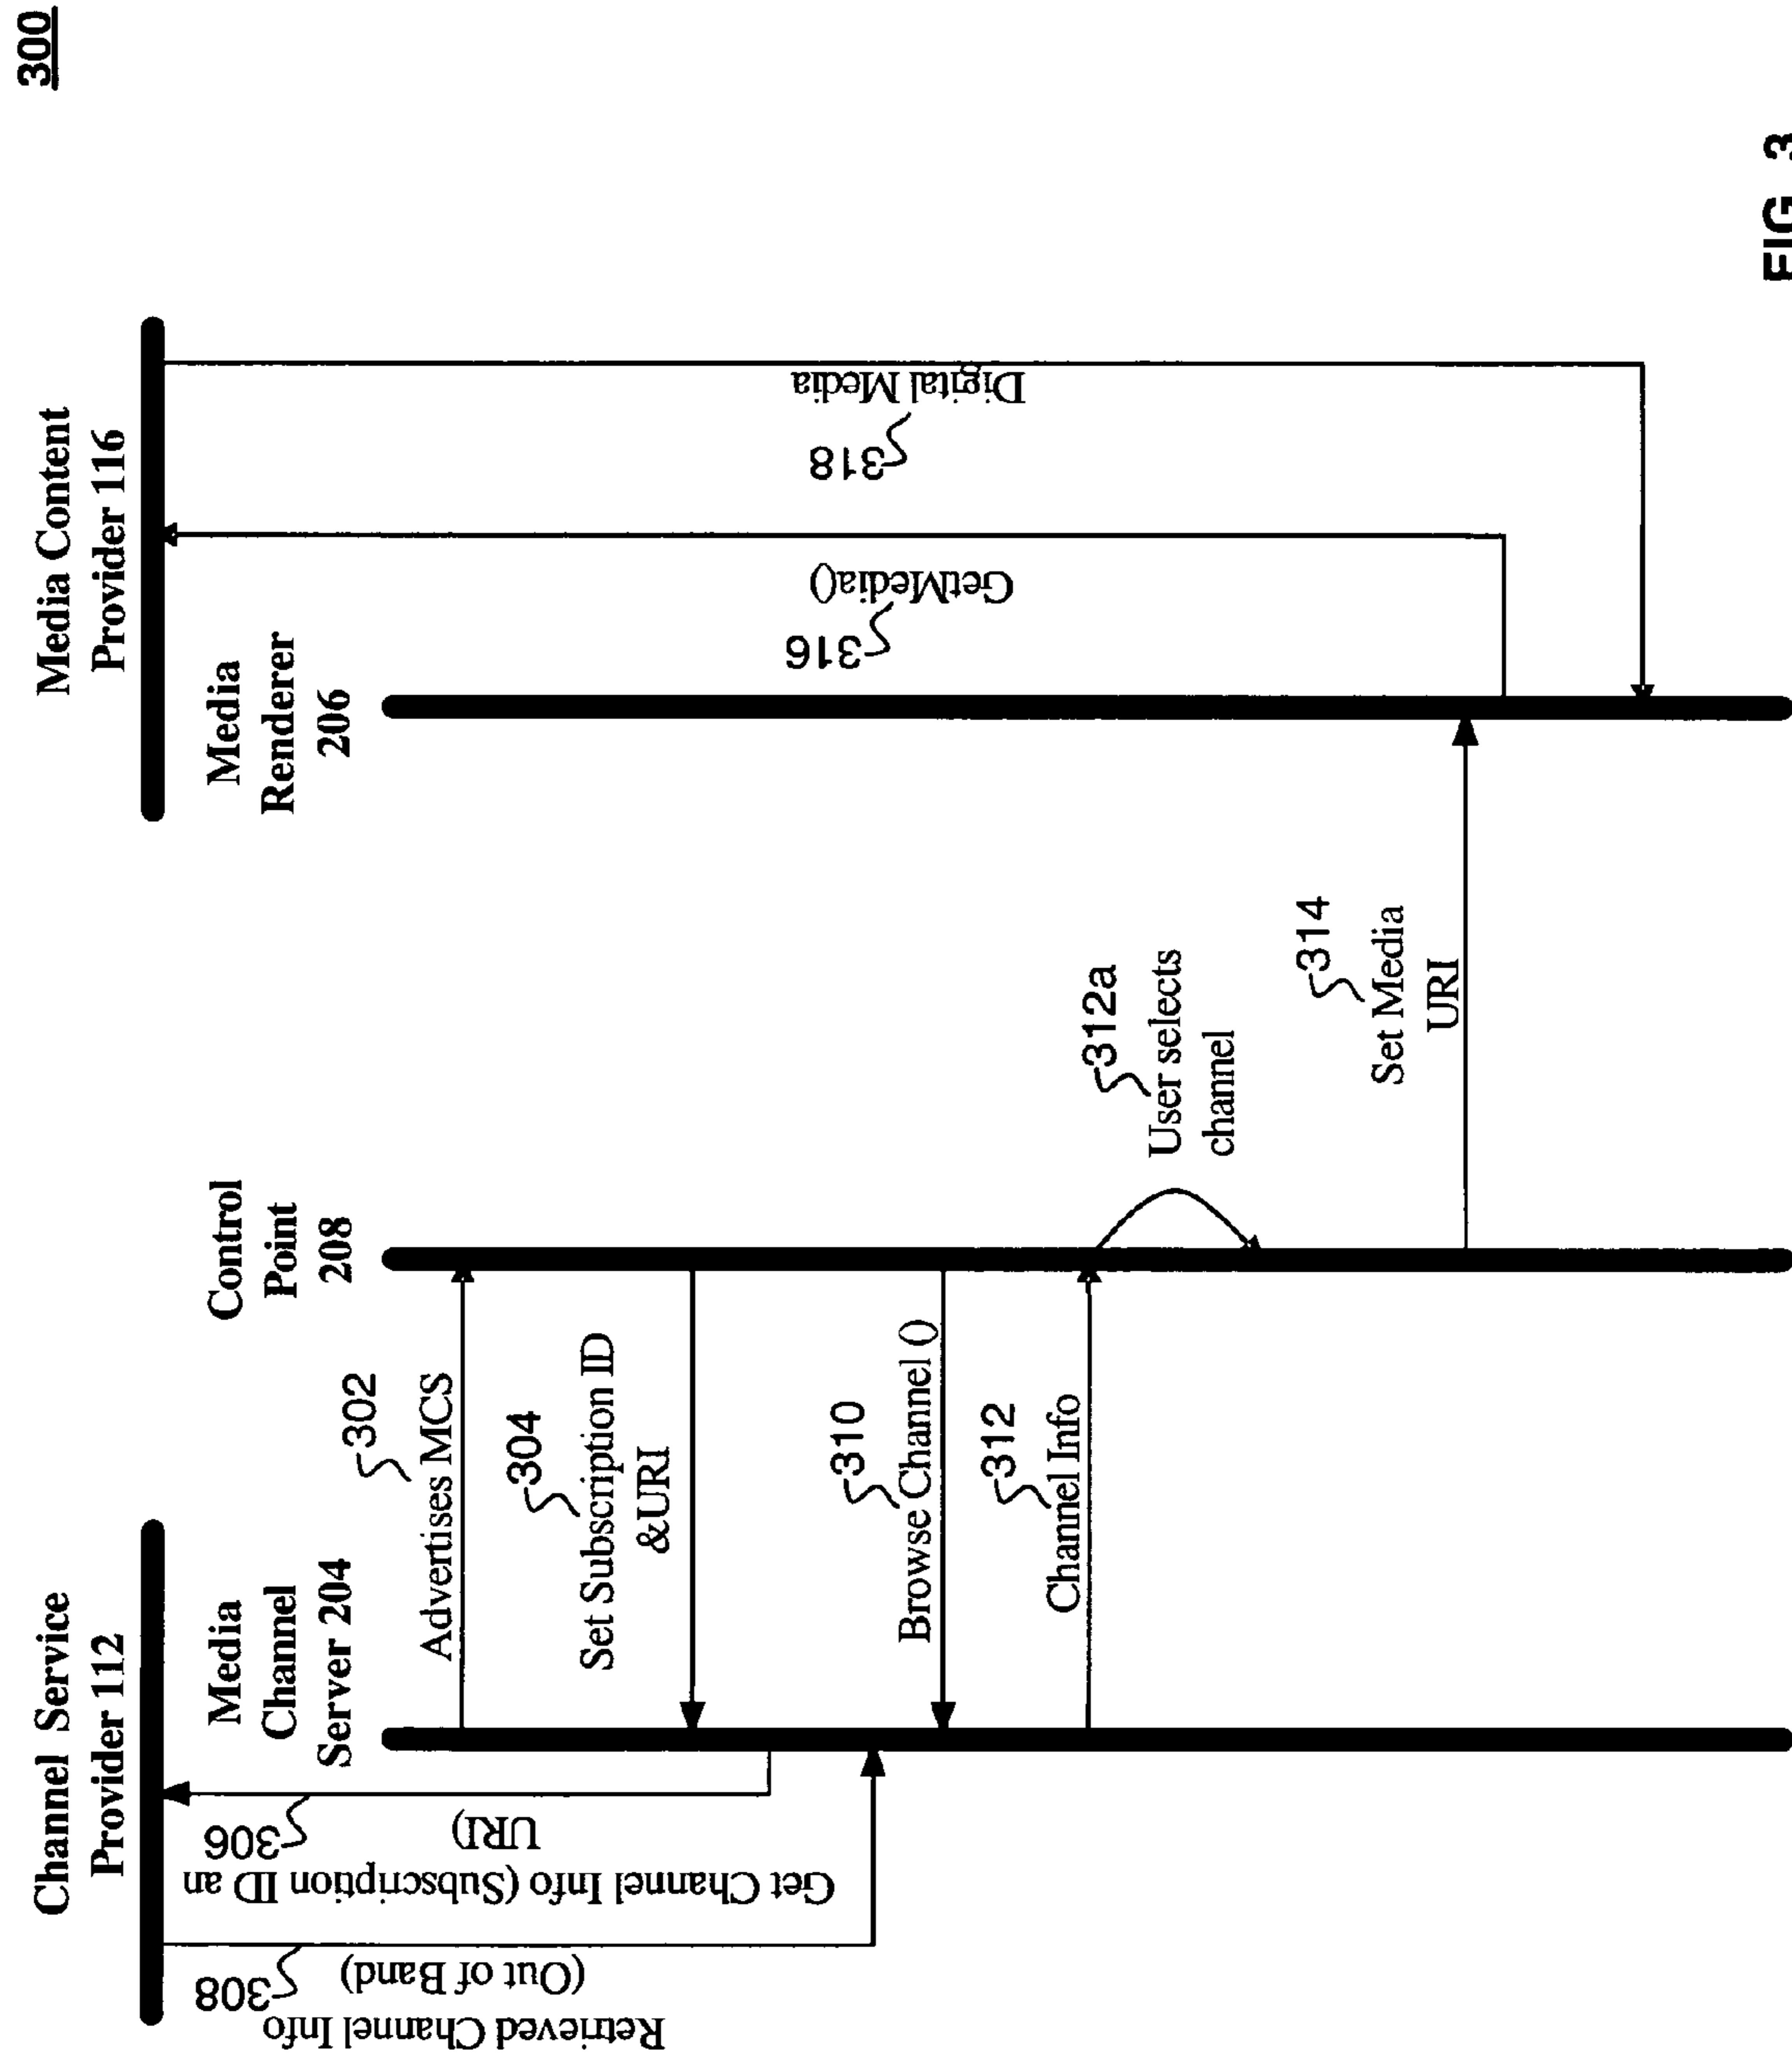 300
Channel Service
Provider 112
Media
Channel
Server 204
Control
Point
208
Media
Renderer
206
Media Content
Provider 116
302
Advertises MCS
304
Set Subscription ID
&URI
306
Get Channel Info (Subscription ID an
URI)
308
Retrieved Channel Info
(Out of Band)
310
Browse Channel ()
312
Channel Info
312a
User selects
channel
314
Set Media
URI
316
GetMedia()
318
Digital Media
FIG. 3